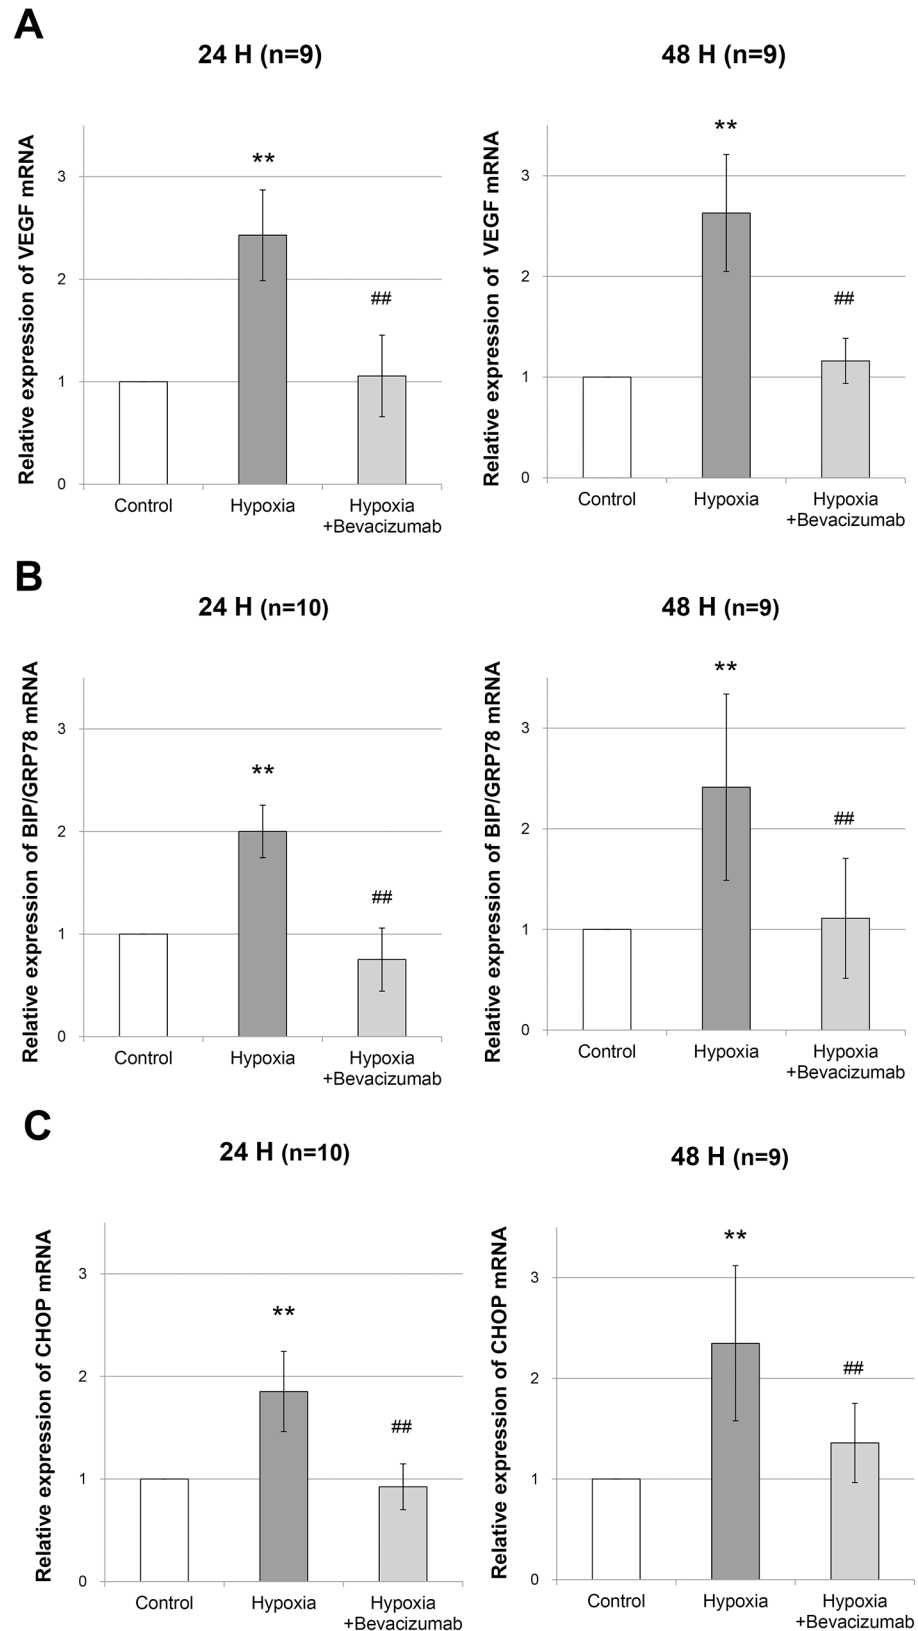 A
24 H (n=9)
48 H (n=9)
Relative expression of VEGF mRNA
3
2
1
0
**
##
Control
Hypoxia
Hypoxia
+Bevacizumab
Relative expression of VEGF mRNA
3
2
1
0
**
##
Control
Hypoxia
Hypoxia
+Bevacizumab
B
24 H (n=10)
48 H (n=9)
Relative expression of BIP/GRP78 mRNA
3
2
1
0
**
##
Control
Hypoxia
Hypoxia
+Bevacizumab
Relative expression of BIP/GRP78 mRNA
3
2
1
0
**
##
Control
Hypoxia
Hypoxia
+Bevacizumab
C
24 H (n=10)
48 H (n=9)
Relative expression of CHOP mRNA
3
2
1
0
**
##
Control
Hypoxia
Hypoxia
+Bevacizumab
Relative expression of CHOP mRNA
3
2
1
0
**
##
Control
Hypoxia
Hypoxia
+Bevacizumab